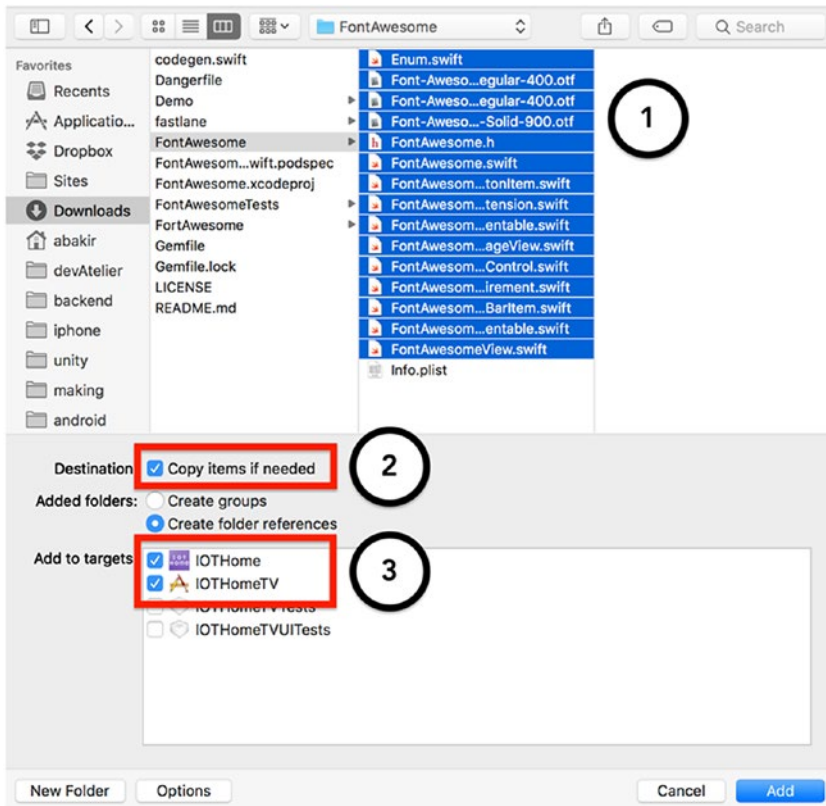 FontAwesome
Search
Favorites
Recents
Applicatio...
Dropbox
Sites
Downloads
abakir
devAtelier
backend
iphone
unity
making
android
codegen.swift
Dangerfile
Demo
fastlane
FontAwesome
FontAwesom...wift.podspec
FontAwesome.xcodeproj
FontAwesomeTests
FortAwesome
Gemfile
Gemfile.lock
LICENSE
README.md
Enum.swift
Font-Aweso...egular-400.otf
Font-Aweso...egular-400.otf
Font-Aweso...-Solid-900.otf
FontAwesome.h
FontAwesome.swift
FontAwesom...tonItem.swift
FontAwesom...tension.swift
FontAwesom...entable.swift
FontAwesom...ageView.swift
FontAwesom...Control.swift
FontAwesom...irement.swift
FontAwesom...BarItem.swift
FontAwesom...entable.swift
FontAwesomeView.swift
Info.plist
1
Destination Copy items if needed
2
Added folders: Create groups
Create folder references
Add to targets IOTHome
IOTHomeTV
3
IOTHomeTVTests
IOTHomeTVUITests
New Folder Options Cancel Add